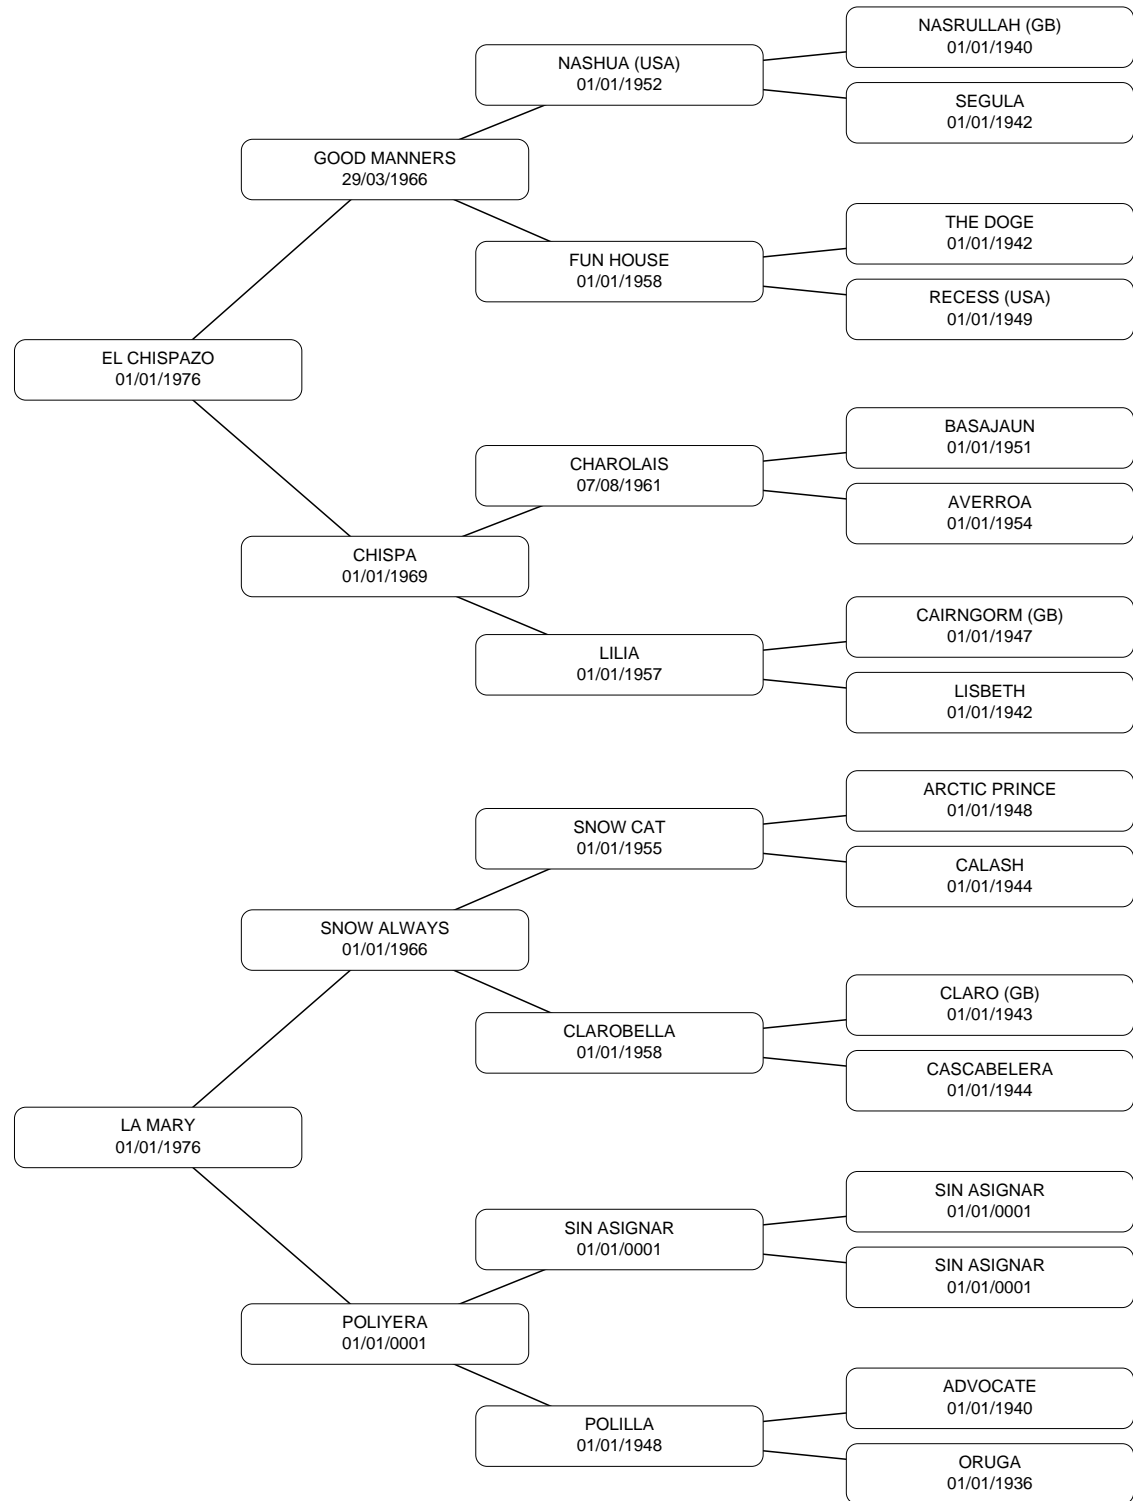 NASRULLAH (GB)
01/01/1940
NASHUA (USA)
01/01/1952
SEGULA
01/01/1942
GOOD MANNERS
29/03/1966
THE DOGE
01/01/1942
FUN HOUSE
01/01/1958
RECESS (USA)
01/01/1949
EL CHISPAZO
01/01/1976
BASAJAUN
01/01/1951
CHAROLAIS
07/08/1961
AVERROA
01/01/1954
CHISPA
01/01/1969
CAIRNGORM (GB)
01/01/1947
LILIA
01/01/1957
LISBETH
01/01/1942
ARCTIC PRINCE
01/01/1948
SNOW CAT
01/01/1955
CALASH
01/01/1944
SNOW ALWAYS
01/01/1966
CLARO (GB)
01/01/1943
CLAROBELLA
01/01/1958
CASCABELERA
01/01/1944
LA MARY
01/01/1976
SIN ASIGNAR
01/01/0001
SIN ASIGNAR
01/01/0001
SIN ASIGNAR
01/01/0001
POLIYERA
01/01/0001
ADVOCATE
01/01/1940
POLILLA
01/01/1948
ORUGA
01/01/1936